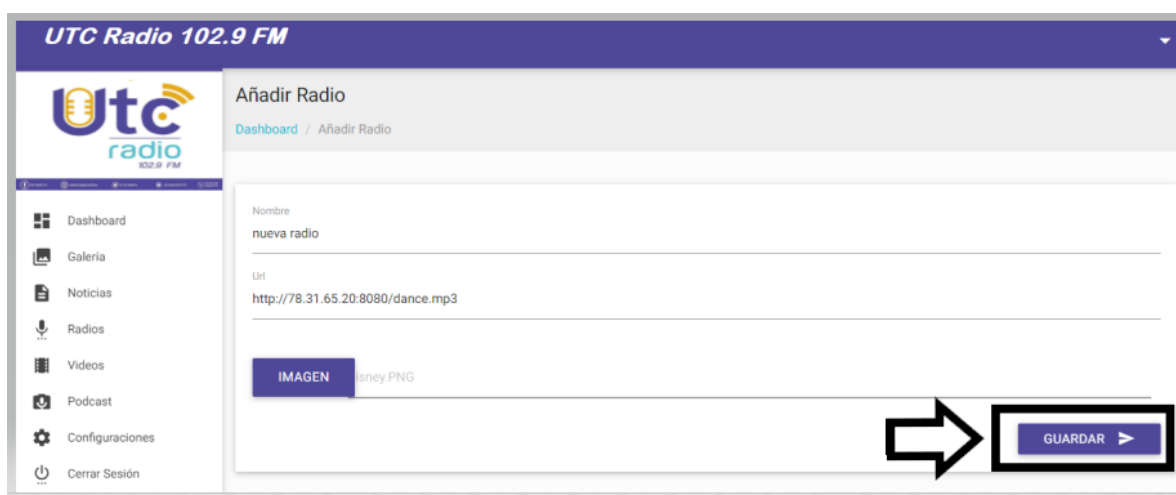 UTC Radio 102.9 FM
Utc
radio
102.9 FM
Añadir Radio
Dashboard / Añadir Radio
Dashboard
Galería
Noticias
Radios
Videos
Podcast
Configuraciones
Cerrar Sesión
Nombre
nueva radio
Url
http://78.31.65.20:8080/dance.mp3
IMAGEN isney.PNG
GUARDAR